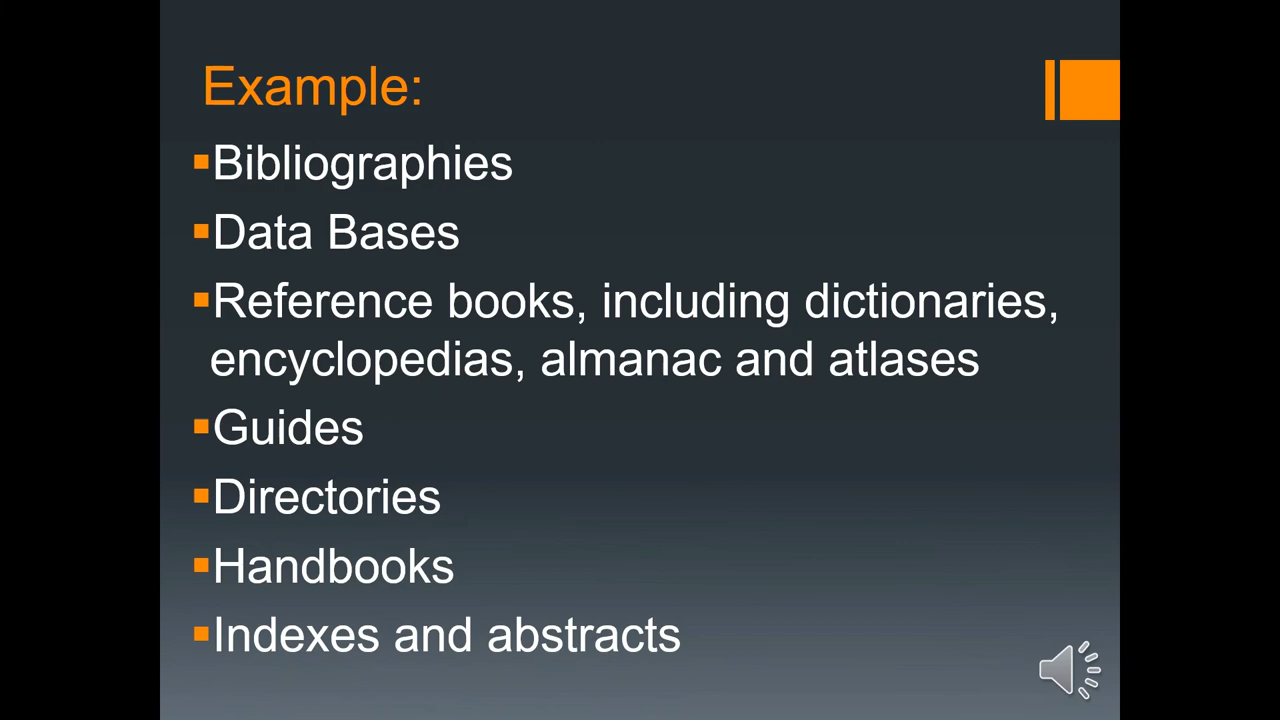 Example:
Bibliographies
Data Bases
Reference books, including dictionaries,
encyclopedias, almanac and atlases
Guides
Directories
Handbooks
Indexes and abstracts